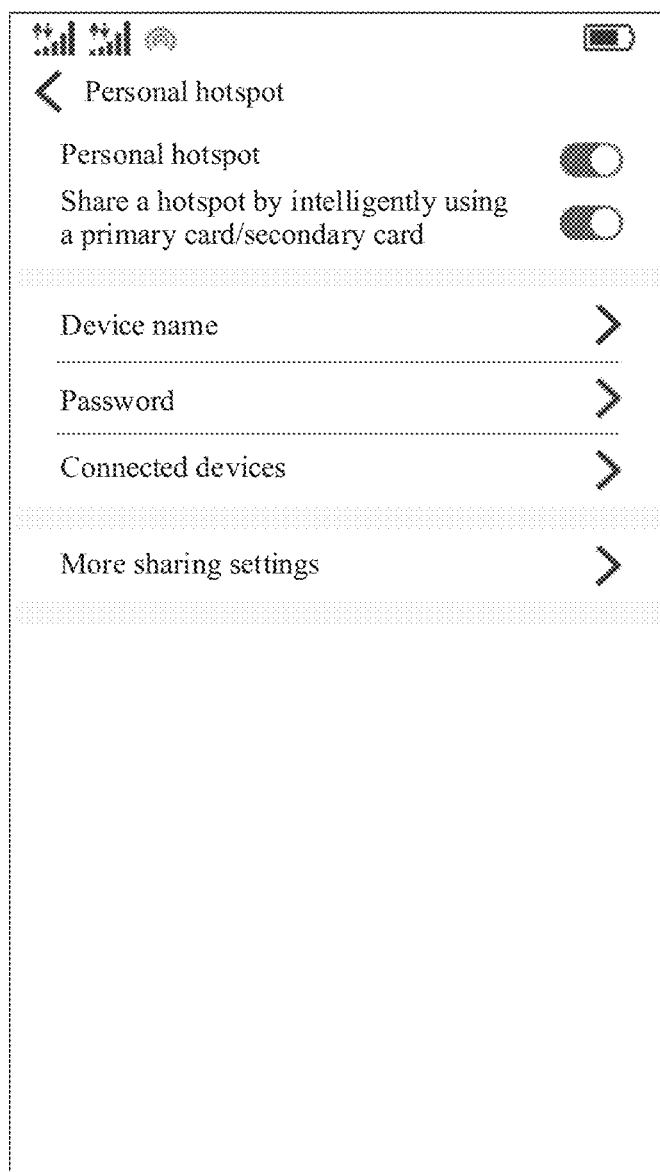 Personal hotspot
Personal hotspot
Share a hotspot by intelligently using
a primary card/secondary card
Device name
Password
Connected devices
More sharing settings